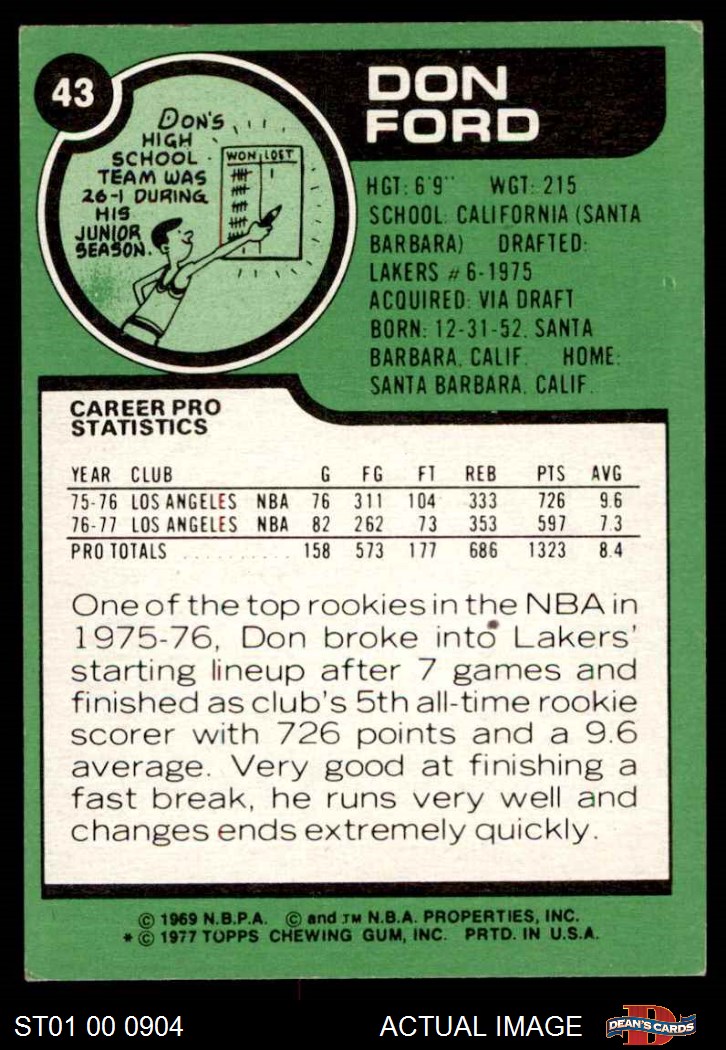 43
DON
FORD
DON'S
HIGH
SCHOOL
TEAM WAS
26-1 DURING
HIS
JUNIOR
SEASON.
WON LOST
HGT: 6'9" WGT: 215
SCHOOL: CALIFORNIA (SANTA
BARBARA) DRAFTED:
LAKERS #6-1975
ACQUIRED: VIA DRAFT
BORN: 12-31-52, SANTA
BARBARA, CALIF. HOME:
SANTA BARBARA, CALIF.
CAREER PRO
STATISTICS
YEAR CLUB G FG FT REB PTS AVG
75-76 LOS ANGELES NBA 76 311 104 333 726 9.6
76-77 LOS ANGELES NBA 82 262 73 353 597 7.3
PRO TOTALS .......... 158 573 177 686 1323 8.4
One of the top rookies in the NBA in
1975-76, Don broke into Lakers'
starting lineup after 7 games and
finished as club's 5th all-time rookie
scorer with 726 points and a 9.6
average. Very good at finishing a
fast break, he runs very well and
changes ends extremely quickly.
© 1969 N.B.P.A. © and TM N.B.A. PROPERTIES, INC.
* © 1977 TOPPS CHEWING GUM, INC. PRTD. IN U.S.A.
ST01 00 0904 ACTUAL IMAGE D DEAN'S CARDS